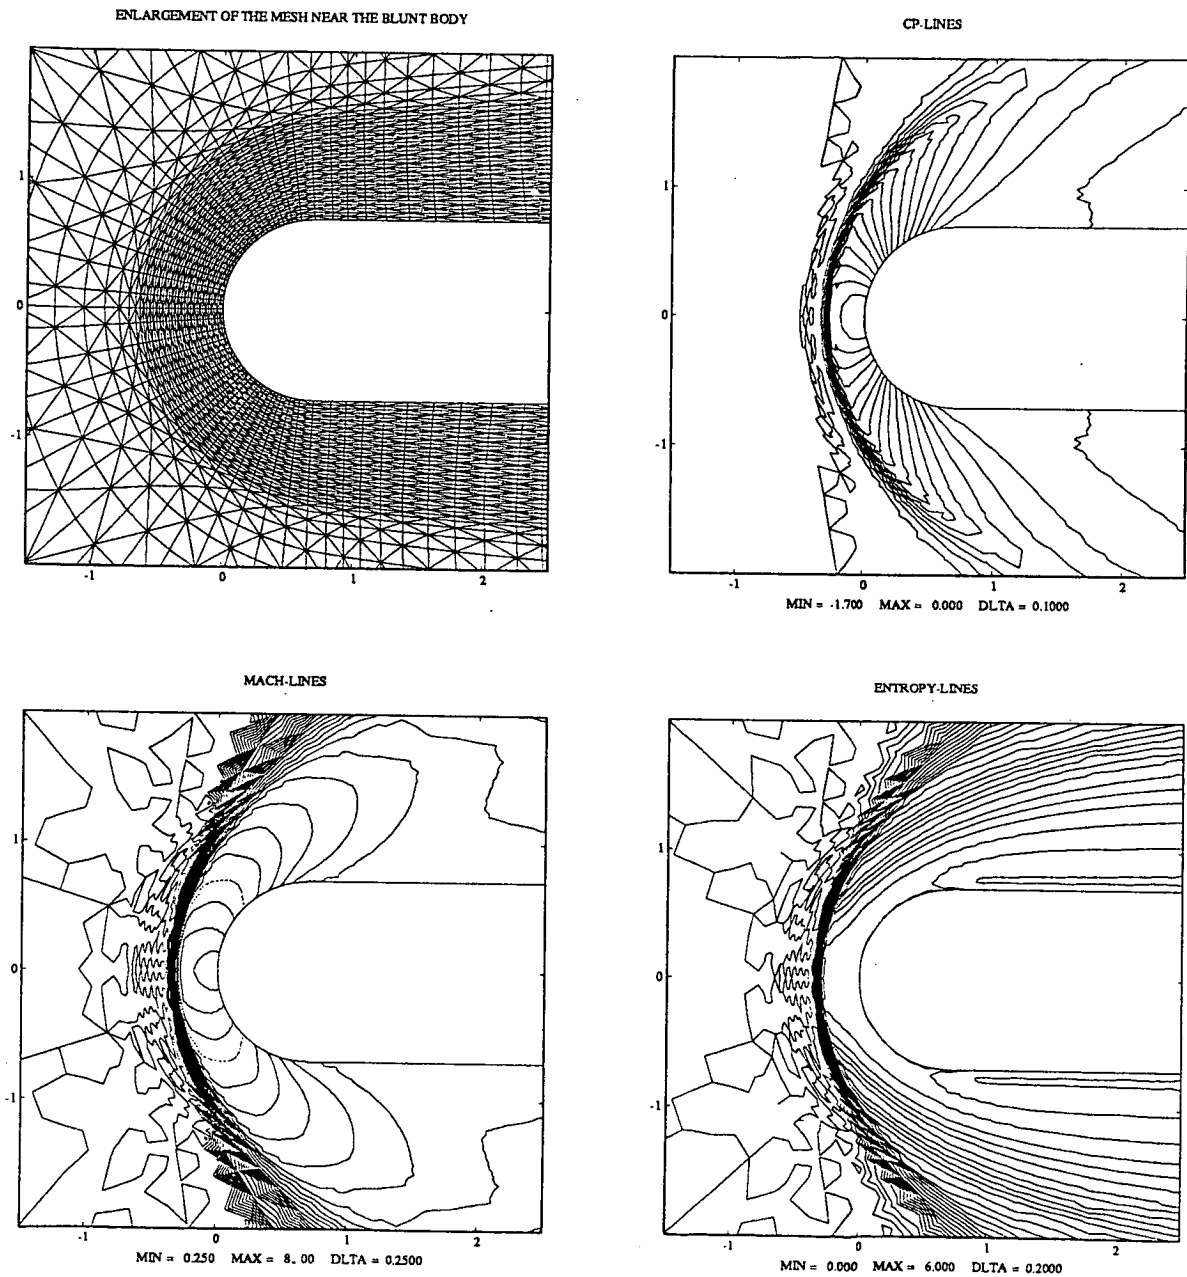 ENLARGEMENT OF THE MESH NEAR THE BLUNT BODY
1
0
-1
-1 0 1 2
CP-LINES
1
0
-1
-1 0 1 2
MIN = -1.700 MAX = 0.000 DLTA = 0.1000
MACH-LINES
1
0
-1
-1 0 1 2
MIN = 0.250 MAX = 8.00 DLTA = 0.2500
ENTROPY-LINES
1
0
-1
-1 0 1 2
MIN = 0.000 MAX = 6.000 DLTA = 0.2000